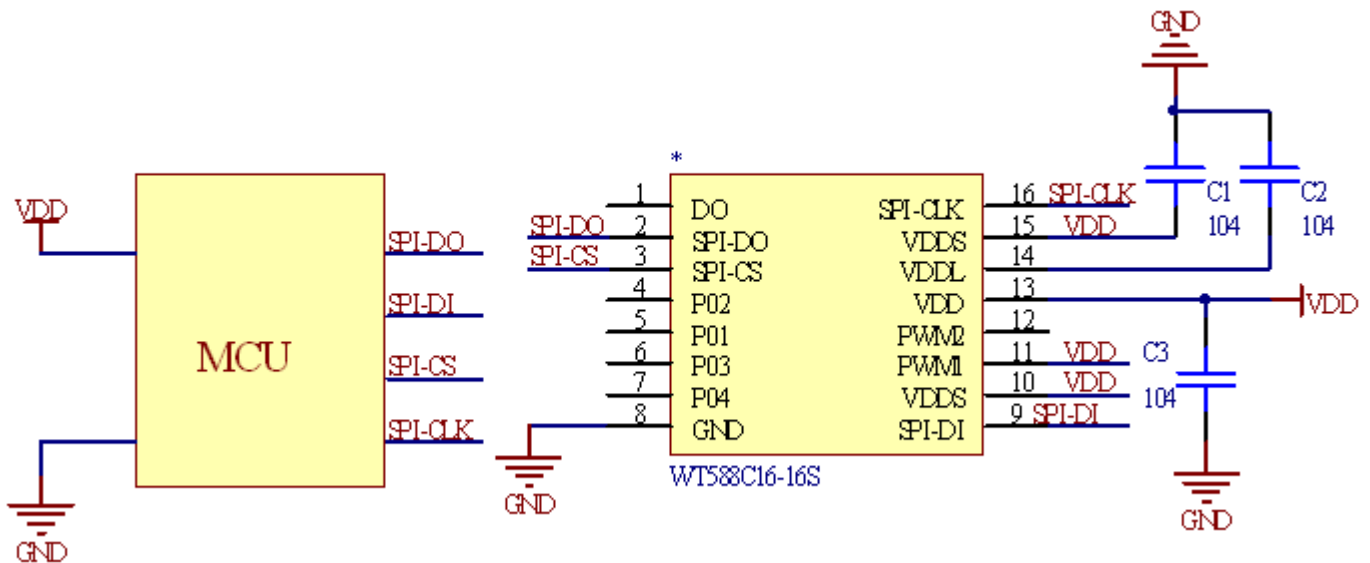 GND
*
VDD
MCU
SPI-DO
SPI-DI
SPI-CS
SPI-CLK
GND
SPI-DO
SPI-CS
1 DO
2 SPI-DO
3 SPI-CS
4 P02
5 P01
6 P03
7 P04
8 GND
GND
WT588C16-16S
SPI-CLK 16 SPI-CLK
VDDS 15 VDD
VDDL 14
VDD 13
PWM2 12
PWM1 11 VDD
VDDS 10 VDD
SPI-DI 9 SPI-DI
C1
104
C2
104
VDD
C3
104
GND